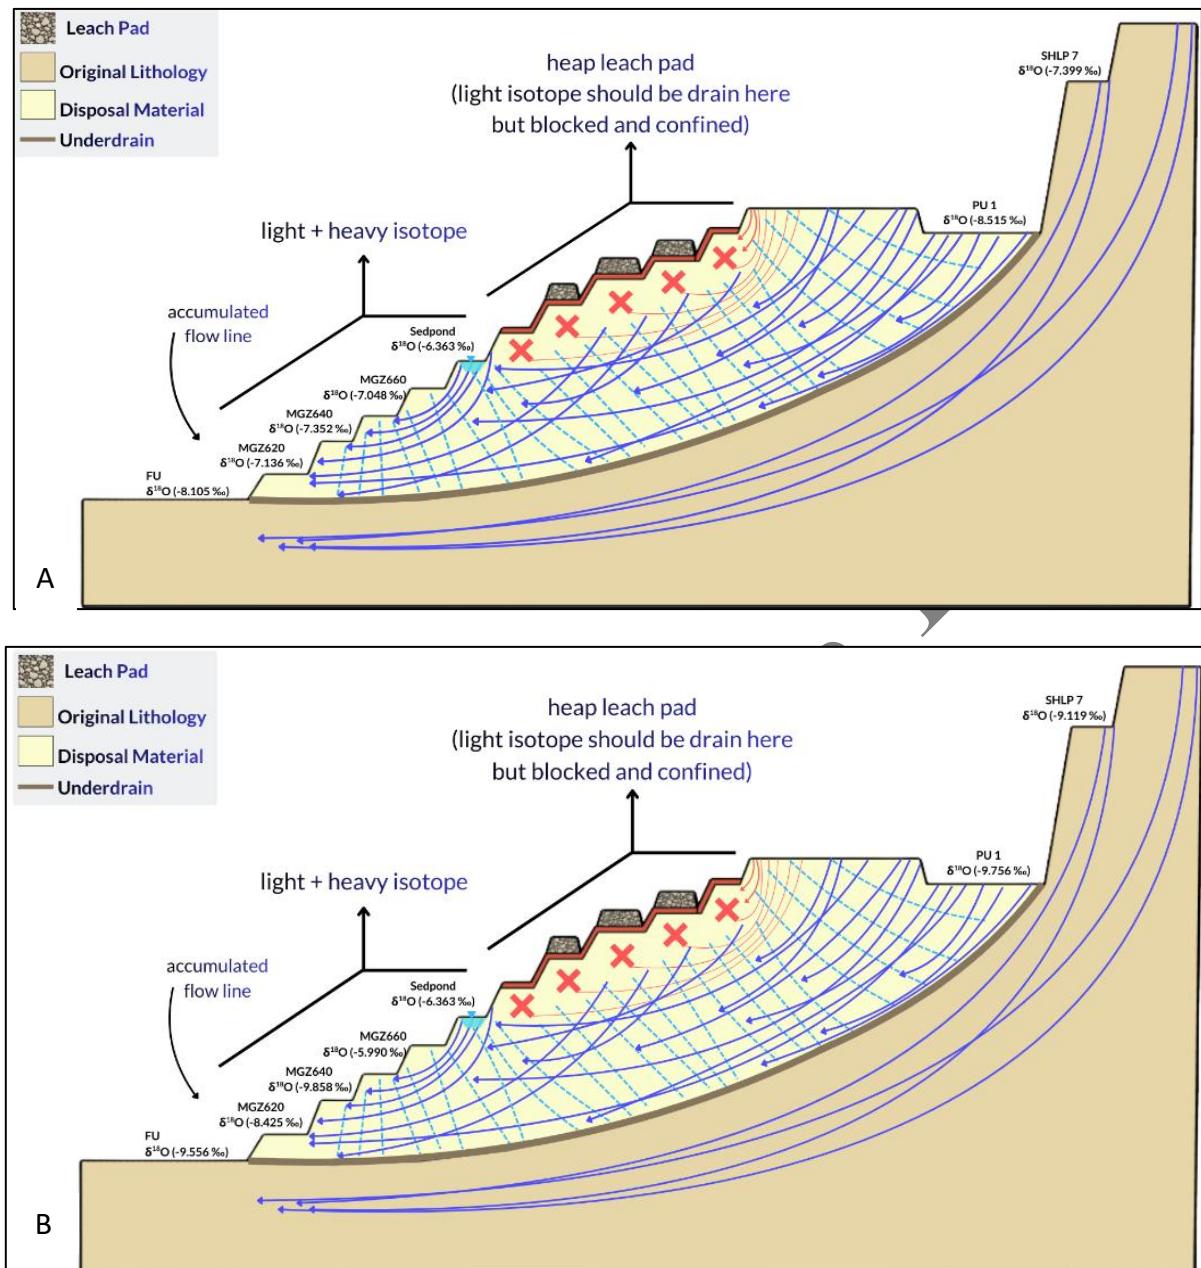 Leach Pad
Original Lithology
Disposal Material
Underdrain
heap leach pad
(light isotope should be drain here
but blocked and confined)
SHLP 7
δ¹⁸O (-7.399 ‰)
PU 1
δ¹⁸O (-8.515 ‰)
light + heavy isotope
accumulated
flow line
Sedpond
δ¹⁸O (-6.363 ‰)
MGZ660
δ¹⁸O (-7.048 ‰)
MGZ640
δ¹⁸O (-7.352 ‰)
MGZ620
δ¹⁸O (-7.136 ‰)
FU
δ¹⁸O (-8.105 ‰)
A
Leach Pad
Original Lithology
Disposal Material
Underdrain
heap leach pad
(light isotope should be drain here
but blocked and confined)
SHLP 7
δ¹⁸O (-9.119 ‰)
PU 1
δ¹⁸O (-9.756 ‰)
light + heavy isotope
accumulated
flow line
Sedpond
δ¹⁸O (-6.363 ‰)
MGZ660
δ¹⁸O (-5.990 ‰)
MGZ640
δ¹⁸O (-9.858 ‰)
MGZ620
δ¹⁸O (-8.425 ‰)
FU
δ¹⁸O (-9.556 ‰)
B